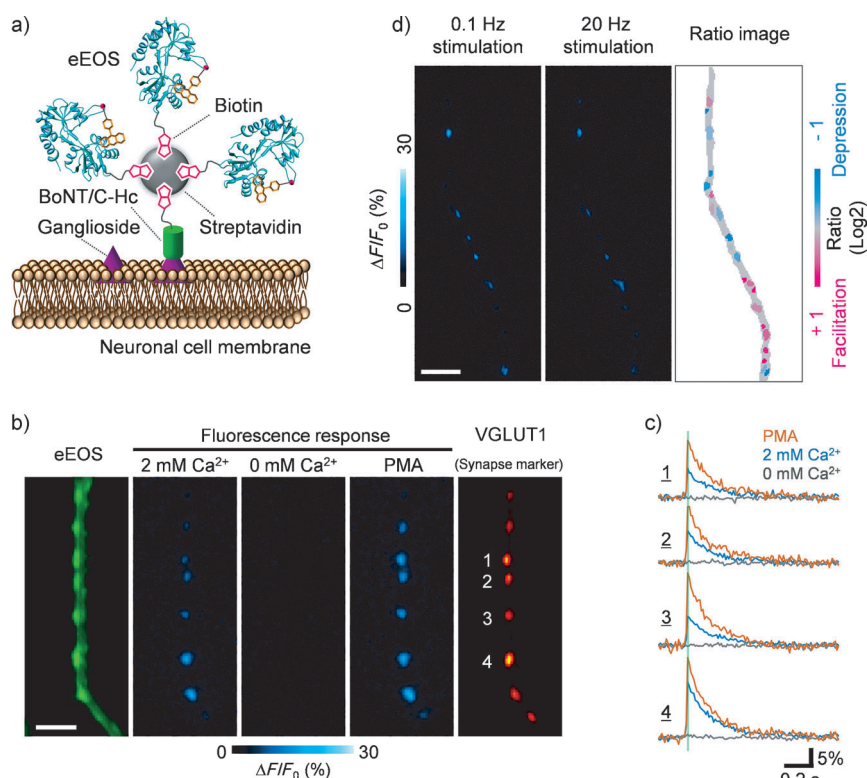 a)
eEOS
Biotin
BoNT/C-Hc
Ganglioside
Streptavidin
Neuronal cell membrane
d)
0.1 Hz
stimulation
20 Hz
stimulation
Ratio image
30
ΔF/F₀ (%)
0
- 1
Depression
Ratio
(Log2)
+ 1
Facilitation
b)
Fluorescence response
eEOS
2 mM Ca²⁺
0 mM Ca²⁺
PMA
VGLUT1
(Synapse marker)
1
2
3
4
0
30
ΔF/F₀ (%)
c)
PMA
2 mM Ca²⁺
0 mM Ca²⁺
1
2
3
4
5%